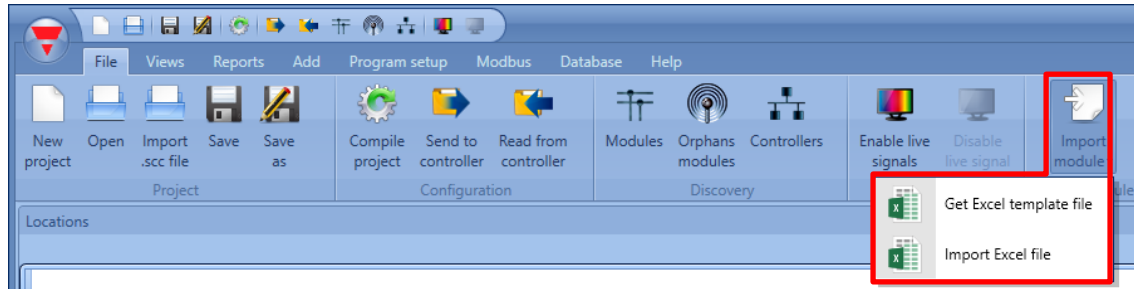 File Views Reports Add Program setup Modbus Database Help
New project
Open
Import .scc file
Save
Save as
Compile project
Send to controller
Read from controller
Modules
Orphans modules
Controllers
Enable live signals
Disable live signal
Import module
Project
Configuration
Discovery
Get Excel template file
Locations
Import Excel file